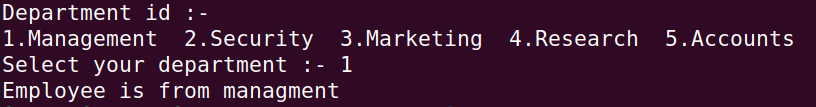 Department id :-
1.Management  2.Security  3.Marketing  4.Research  5.Accounts
Select your department :- 1
Employee is from managment